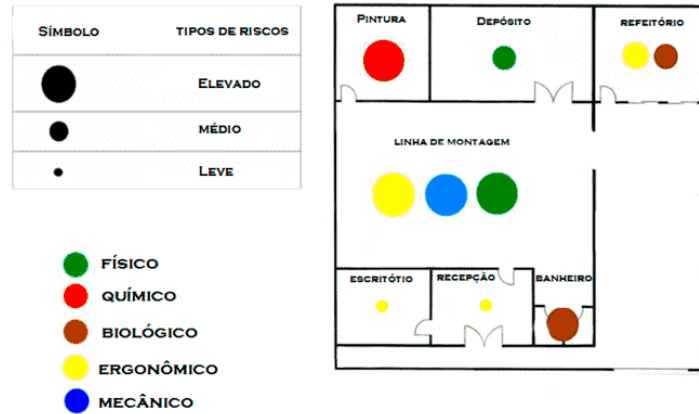 SÍMBOLO TIPOS DE RISCOS
ELEVADO
MÉDIO
LEVE
FÍSICO
QUÍMICO
BIOLÓGICO
ERGONÔMICO
MECÂNICO
PINTURA DEPÓSITO REFEITÓRIO
LINHA DE MONTAGEM
ESCRITÓTIO RECEPÇÃO BANHEIRO